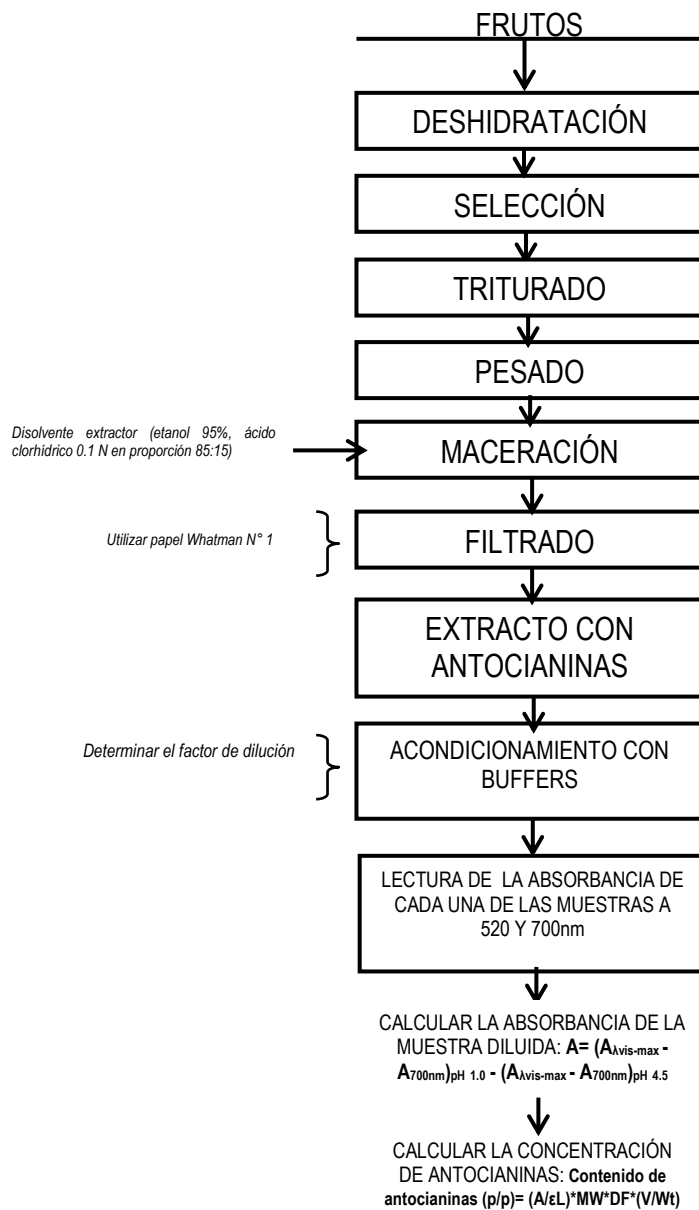 FRUTOS
DESHIDRATACIÓN
SELECCIÓN
TRITURADO
PESADO
Disolvente extractor (etanol 95%, ácido
clorhídrico 0.1 N en proporción 85:15)
MACERACIÓN
Utilizar papel Whatman N° 1
FILTRADO
EXTRACTO CON
ANTOCIANINAS
Determinar el factor de dilución
ACONDICIONAMIENTO CON
BUFFERS
LECTURA DE LA ABSORBANCIA DE
CADA UNA DE LAS MUESTRAS A
520 Y 700nm
CALCULAR LA ABSORBANCIA DE LA
MUESTRA DILUIDA: A= (Aλvis-max -
A700nm)pH 1.0 - (Aλvis-max - A700nm)pH 4.5
CALCULAR LA CONCENTRACIÓN
DE ANTOCIANINAS: Contenido de
antocianinas (p/p)= (A/εL)*MW*DF*(V/Wt)